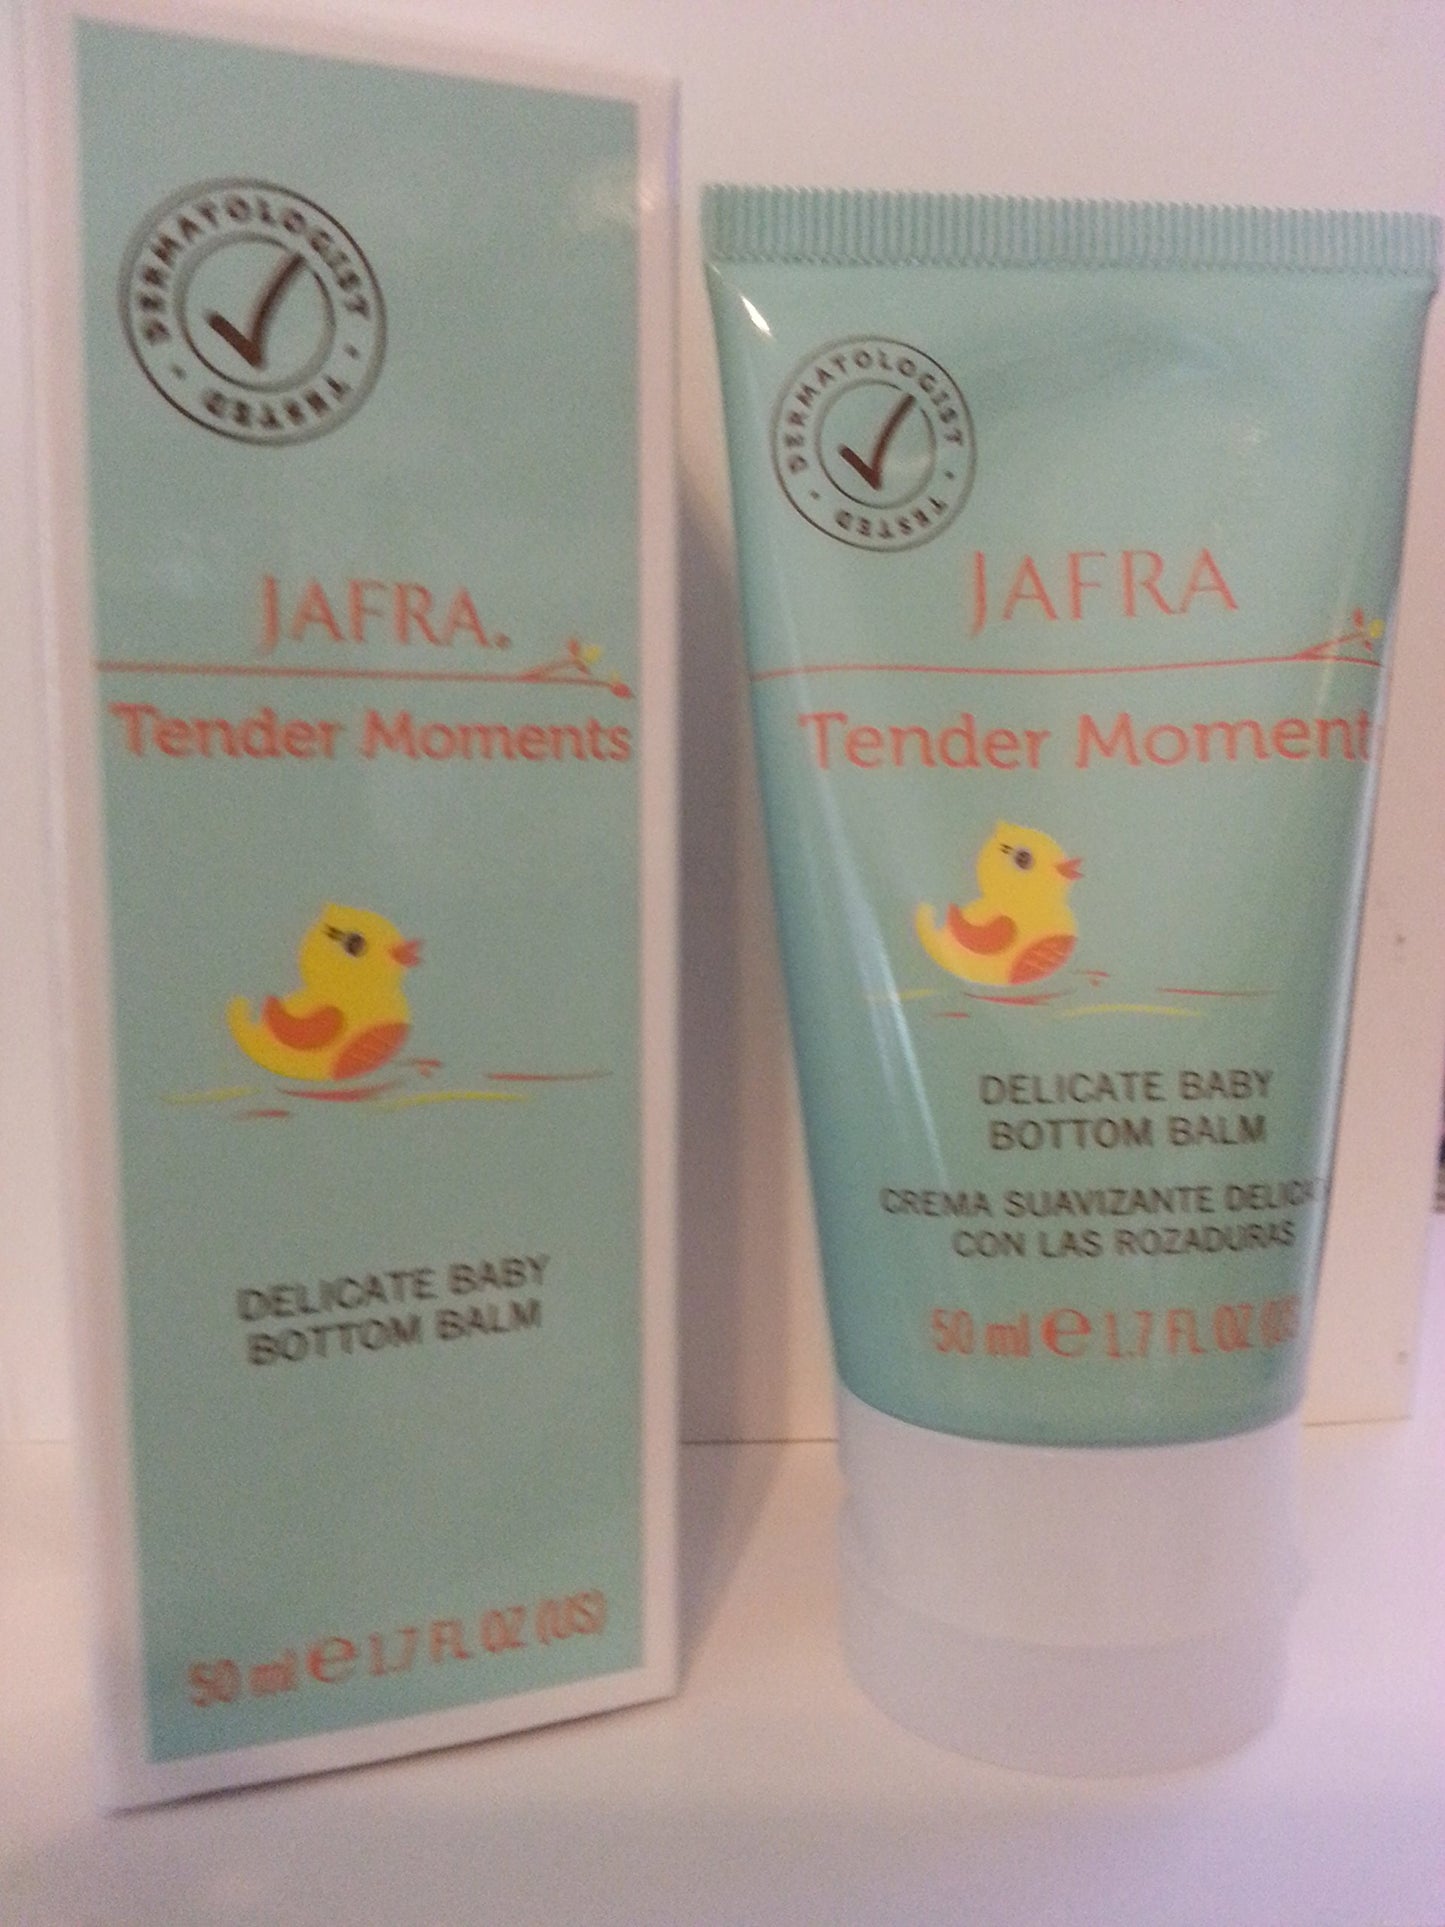 DERMATOLOGIST
• TESTED •
JAFRA.
Tender Moments
DELICATE BABY
BOTTOM BALM
50 ml e 1.7 FL OZ (US)
DERMATOLOGIST
• TESTED •
JAFRA
Tender Moment
DELICATE BABY
BOTTOM BALM
CREMA SUAVIZANTE
CON LAS ROZADURAS
50 ml e 1.7 FL OZ